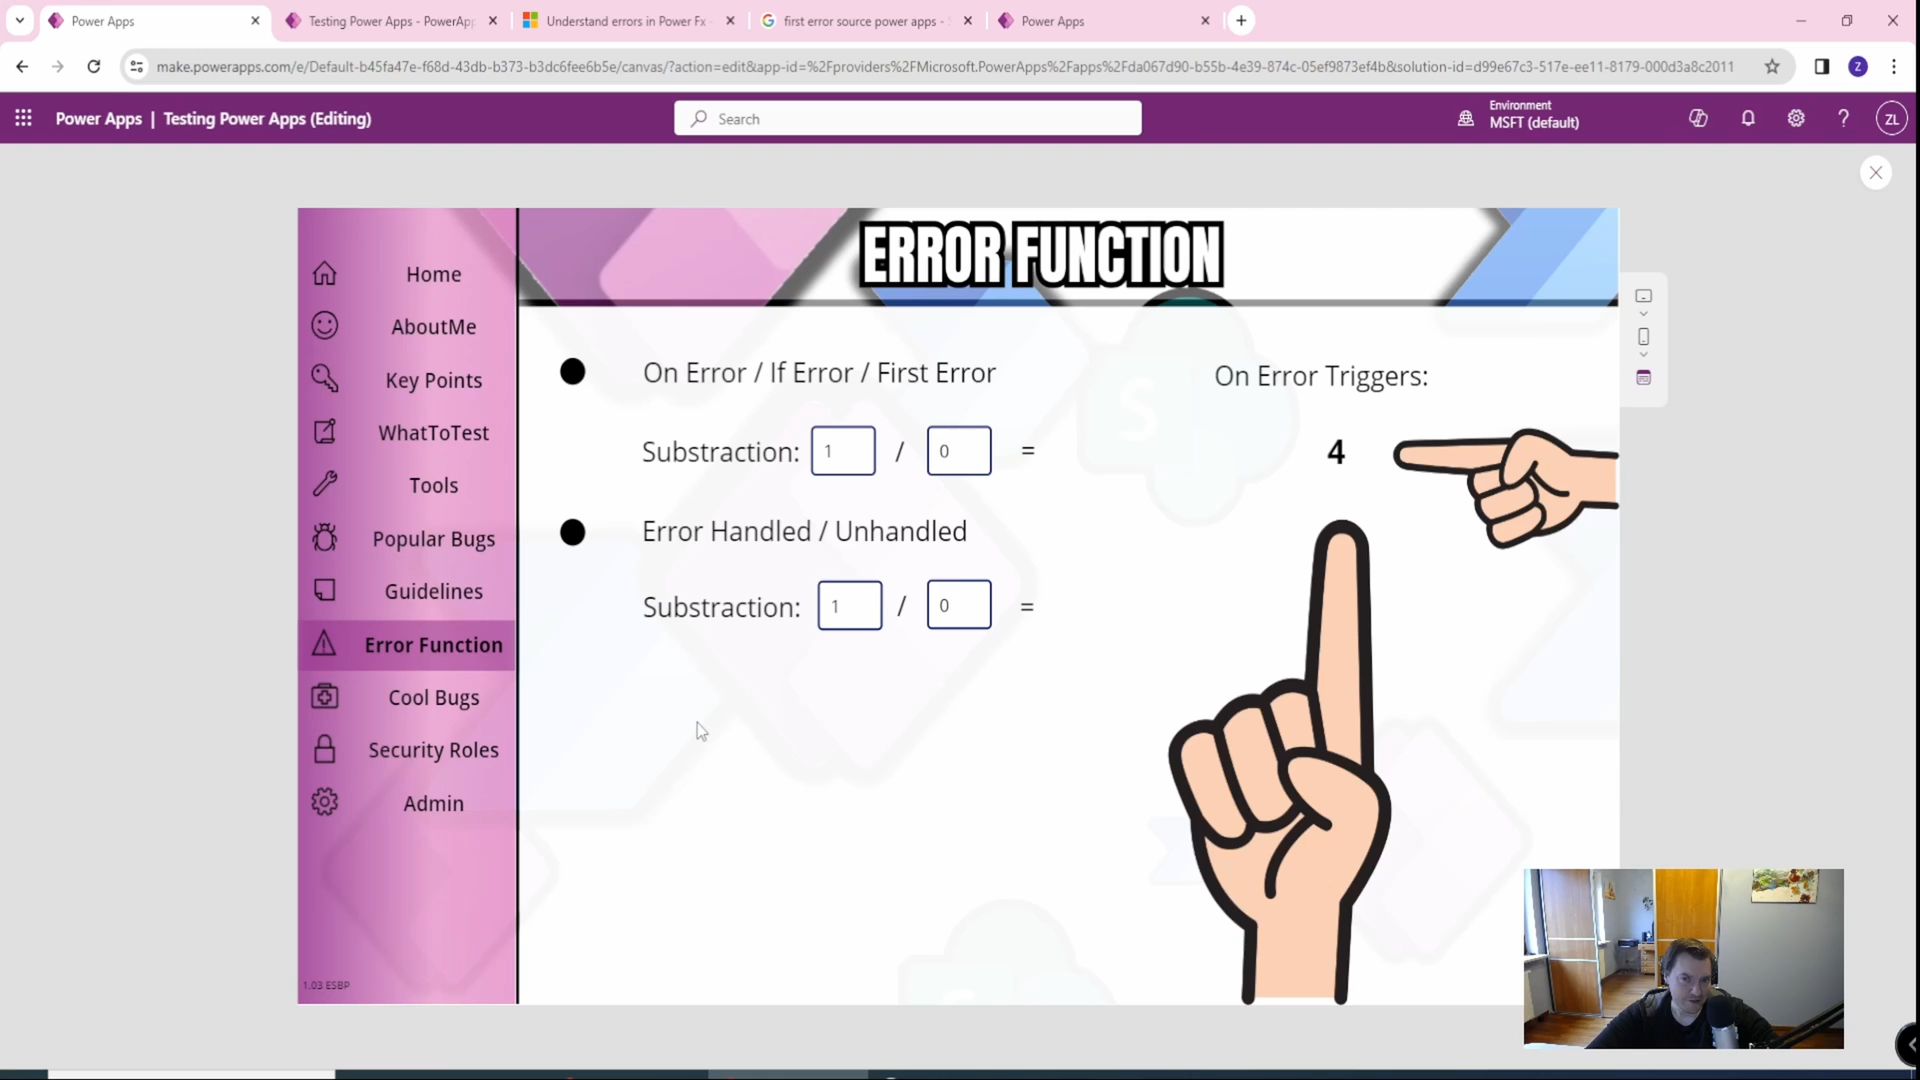 Power Apps
Testing Power Apps - PowerApp
Understand errors in Power Fx -
first error source power apps -
Power Apps
make.powerapps.com/e/Default-b45fa47e-f68d-43db-b373-b3dc6fee6b5e/canvas/?action=edit&app-id=%2Fproviders%2FMicrosoft.PowerApps%2Fapps%2Fda067d90-b55b-4e39-874c-05ef9873ef4b&solution-id=d99e67c3-517e-ee11-8179-000d3a8c2011
Z
Power Apps | Testing Power Apps (Editing)
Search
Environment
MSFT (default)
ZL
ERROR FUNCTION
Home
AboutMe
Key Points
WhatToTest
Tools
Popular Bugs
Guidelines
Error Function
Cool Bugs
Security Roles
Admin
1.03 ESBP
On Error / If Error / First Error
Substraction: 1 / 0 =
Error Handled / Unhandled
Substraction: 1 / 0 =
On Error Triggers:
4
S